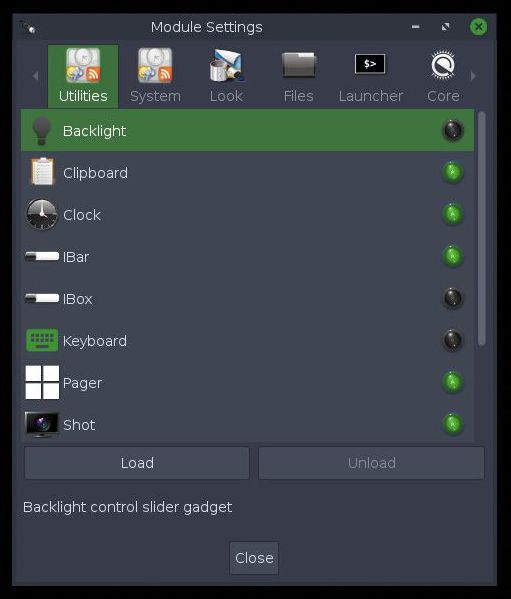 Module Settings
Utilities System Look Files Launcher Core
$>
Backlight
Clipboard
Clock
IBar
IBox
Keyboard
Pager
Shot
Load Unload
Backlight control slider gadget
Close